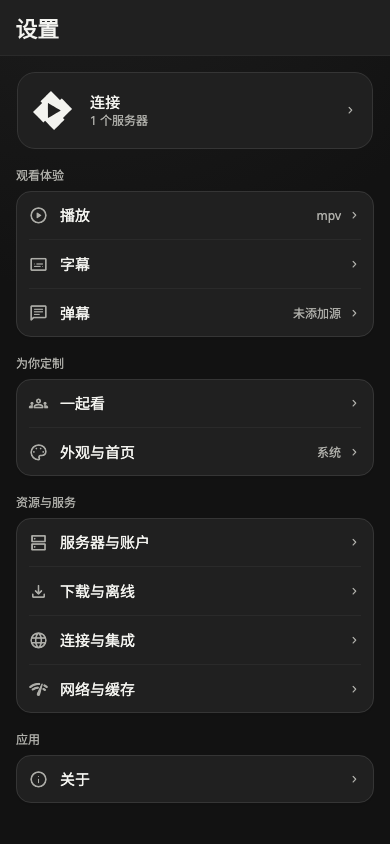 设置
连接
1 个服务器
观看体验
播放 mpv
字幕
弹幕 未添加源
为你定制
一起看
外观与首页 系统
资源与服务
服务器与账户
下载与离线
连接与集成
网络与缓存
应用
关于